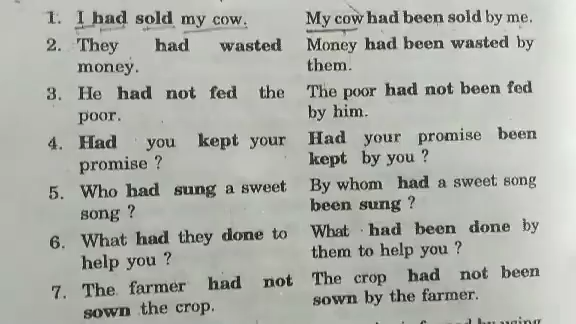 1. I had sold my cow. My cow had been sold by me.
2. They had wasted Money had been wasted by
money. them.
3. He had not fed the The poor had not been fed
poor. by him.
4. Had you kept your Had your promise been
promise ? kept by you ?
5. Who had sung a sweet By whom had a sweet song
song ? been sung ?
6. What had they done to What had been done by
help you ? them to help you ?
7. The farmer had not The crop had not been
sown the crop. sown by the farmer.